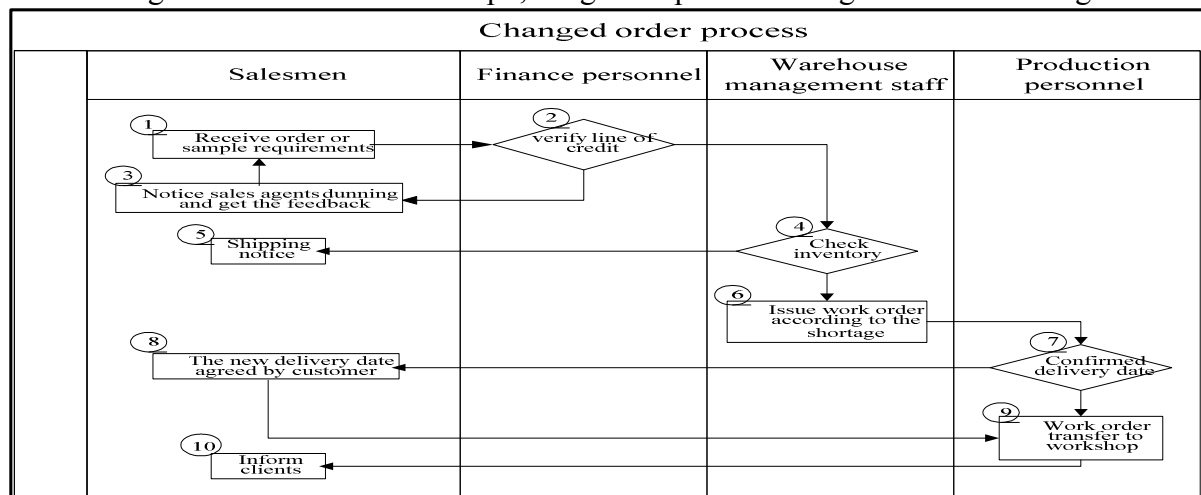 Changed order process
Salesmen
Finance personnel
Warehouse
management staff
Production
personnel
1
Receive order or
sample requirements
2
verify line of
credit
3
Notice sales agents dunning
and get the feedback
4
Check
inventory
5
Shipping
notice
6
Issue work order
according to the
shortage
7
Confirmed
delivery date
8
The new delivery date
agreed by customer
9
Work order
transfer to
workshop
10
Inform
clients